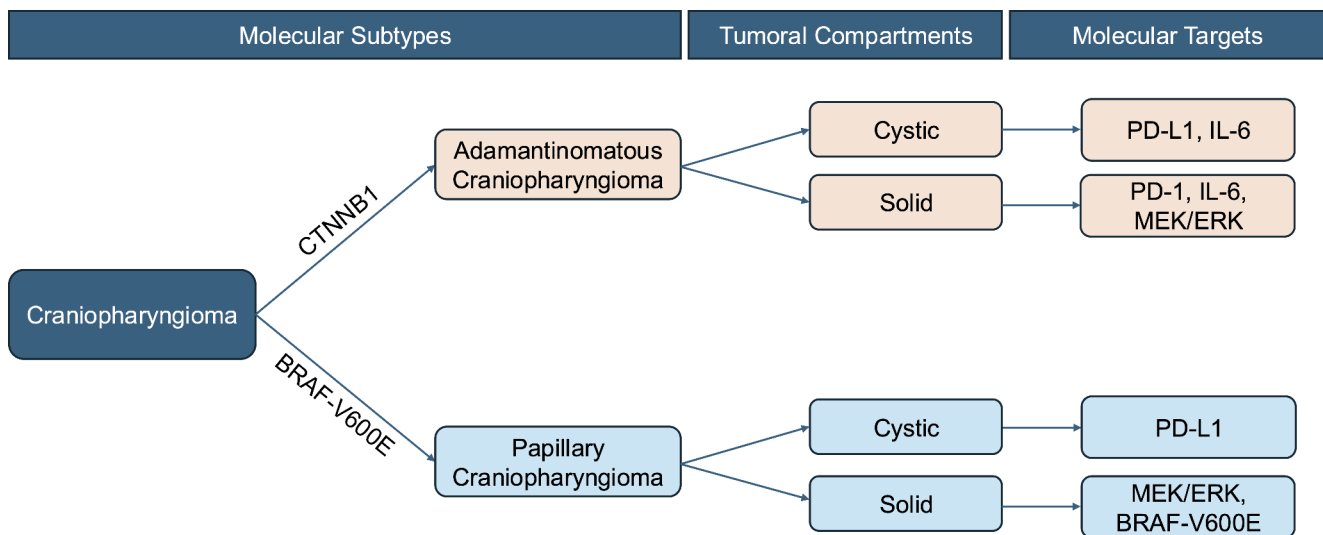 Molecular Subtypes
Tumoral Compartments
Molecular Targets
Craniopharyngioma
CTNNB1
Adamantinomatous
Craniopharyngioma
Cystic
PD-L1, IL-6
Solid
PD-1, IL-6,
MEK/ERK
BRAF-V600E
Papillary
Craniopharyngioma
Cystic
PD-L1
Solid
MEK/ERK,
BRAF-V600E